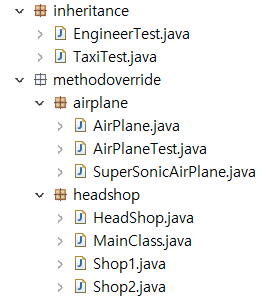 inheritance
EngineerTest.java
TaxiTest.java
methodoverride
airplane
AirPlane.java
AirPlaneTest.java
SuperSonicAirPlane.java
headshop
HeadShop.java
MainClass.java
Shop1.java
Shop2.java